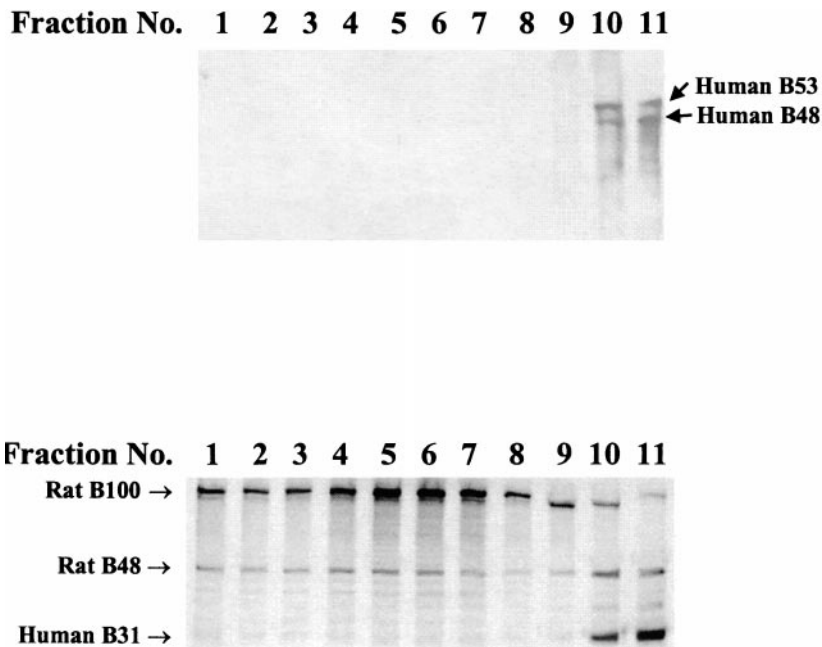 Fraction No. 1 2 3 4 5 6 7 8 9 10 11
Human B53
Human B48
Fraction No. 1 2 3 4 5 6 7 8 9 10 11
Rat B100 →
Rat B48 →
Human B31 →